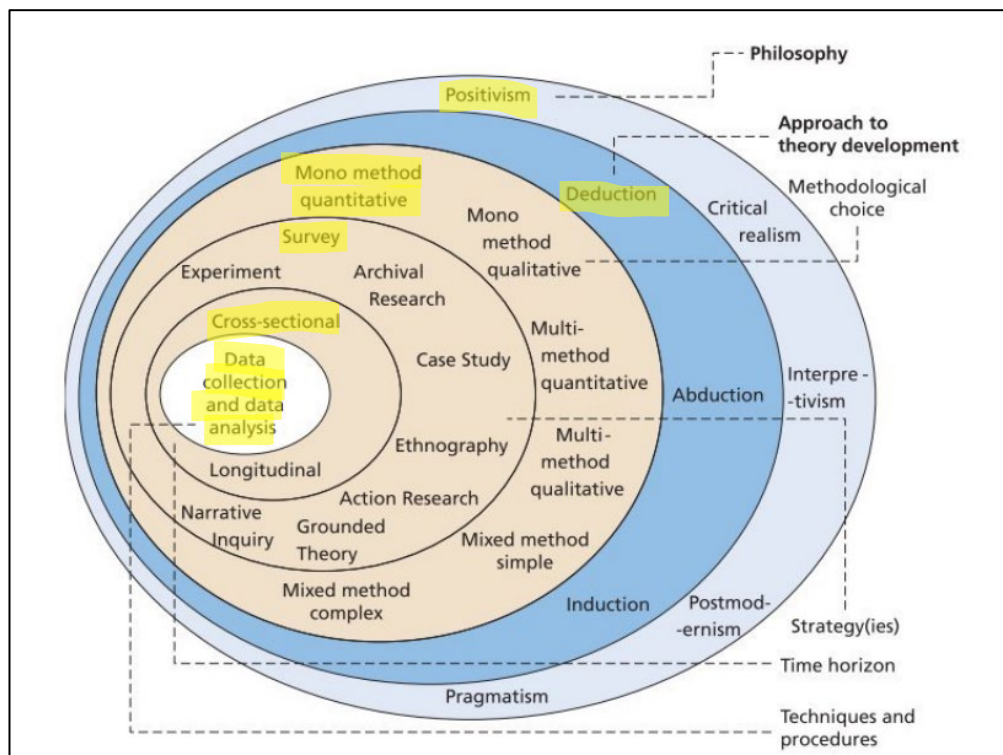 Philosophy
Positivism
Approach to
theory development
Mono method
quantitative
Deduction
Methodological
choice
Critical
realism
Mono
method
qualitative
Survey
Experiment
Archival
Research
Cross-sectional
Data
collection
and data
analysis
Case Study
Multi-
method
quantitative
Abduction
Interpre-
-tivism
Ethnography
Multi-
method
qualitative
Longitudinal
Action Research
Narrative
Inquiry
Grounded
Theory
Mixed method
simple
Mixed method
complex
Induction
Postmod-
-ernism
Strategy(ies)
Time horizon
Pragmatism
Techniques and
procedures